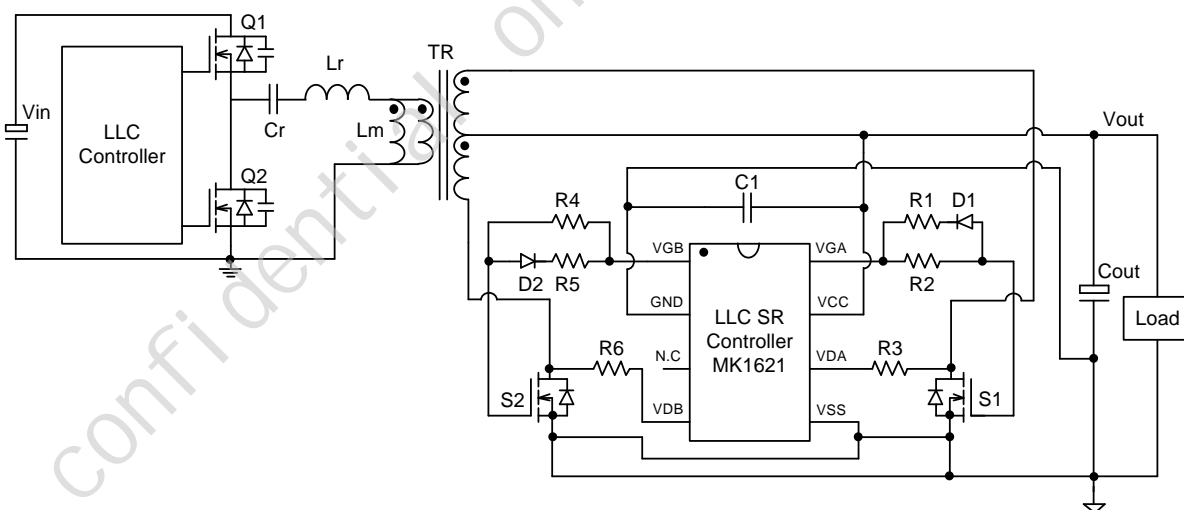 Q1
Lr
TR
Vin
LLC
Controller
Cr
Lm
Q2
Vout
C1
R4
R1
D1
VGB
VGA
D2
R5
R2
Cout
GND
VCC
LLC SR
Controller
MK1621
Load
R6
N.C
VDA
R3
S2
VDB
VSS
S1
confidential on